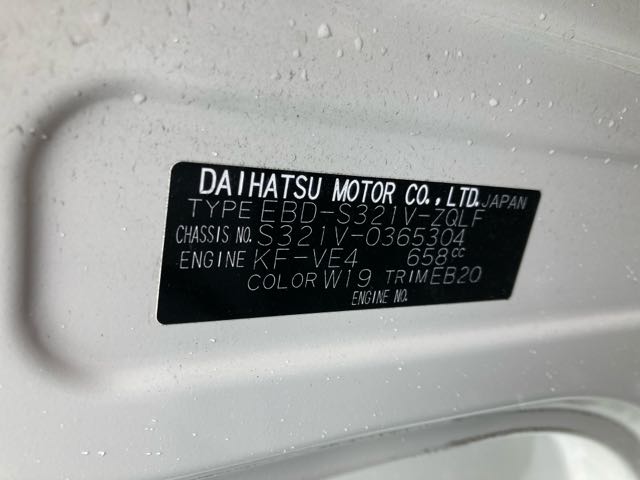 DAIHATSU MOTOR CO., LTD. JAPAN
TYPE EBD-S321V-ZQLF
CHASSIS NO. S321V-0365304
ENGINE KF-VE4 658CC
COLOR W19 TRIM EB20
ENGINE NO.